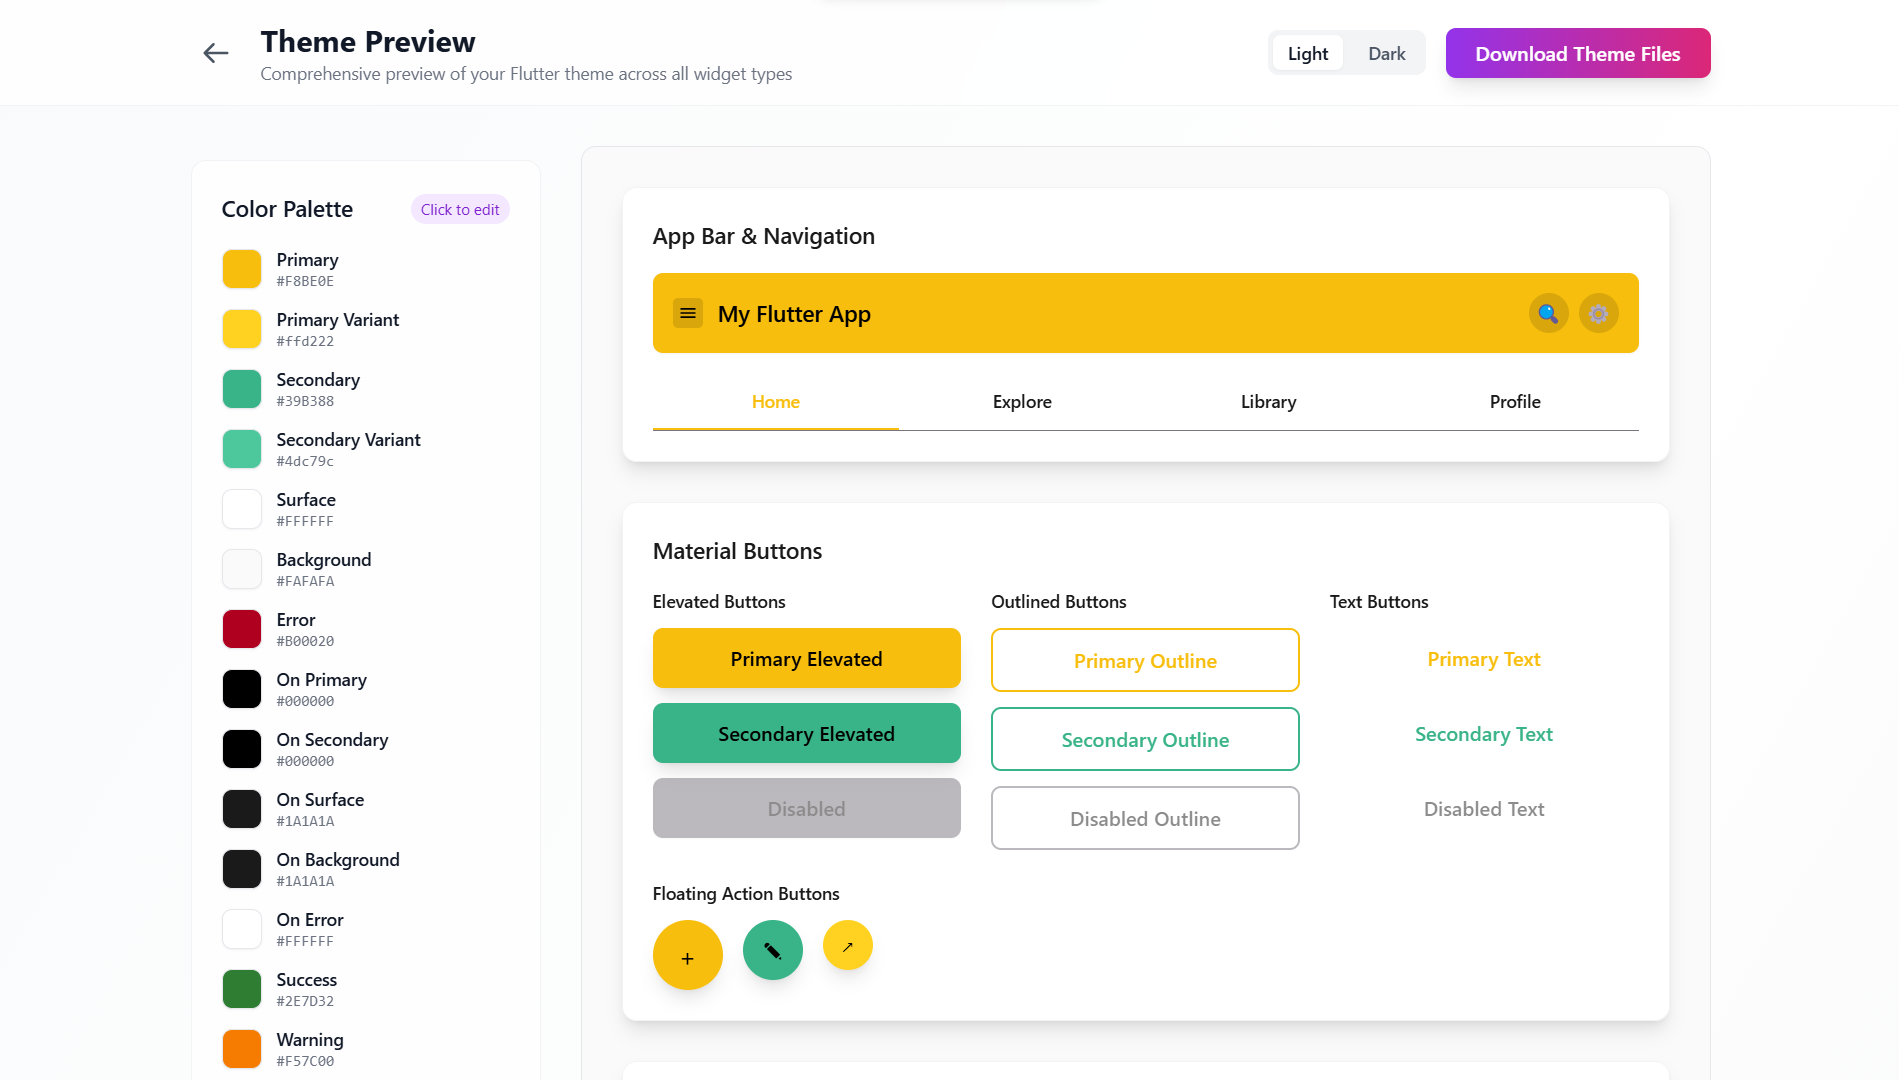 Theme Preview
Comprehensive preview of your Flutter theme across all widget types
Light
Dark
Download Theme Files
Color Palette
Click to edit
Primary
#F8BE0E
Primary Variant
#ffd222
Secondary
#39B388
Secondary Variant
#4dc79c
Surface
#FFFFFF
Background
#FAFAFA
Error
#B00020
On Primary
#000000
On Secondary
#000000
On Surface
#1A1A1A
On Background
#1A1A1A
On Error
#FFFFFF
Success
#2E7D32
Warning
#F57C00
App Bar & Navigation
My Flutter App
Home
Explore
Library
Profile
Material Buttons
Elevated Buttons
Primary Elevated
Secondary Elevated
Disabled
Outlined Buttons
Primary Outline
Secondary Outline
Disabled Outline
Text Buttons
Primary Text
Secondary Text
Disabled Text
Floating Action Buttons
+